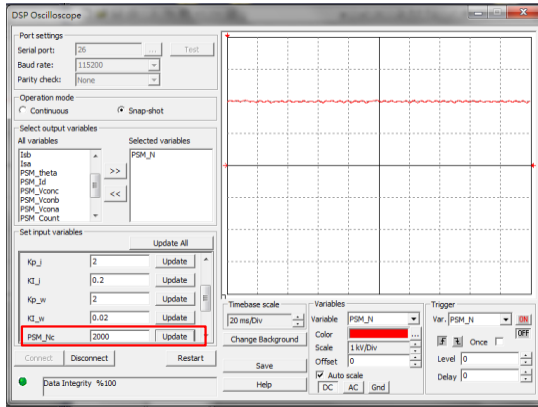 DSP Oscilloscope
Port settings
Serial port: 26 ... Test
Baud rate: 115200
Parity check: None
Operation mode
Continuous Snap-shot
Select output variables
All variables Selected variables
Isb
Isa
PSM_theta
PSM_Id
PSM_Vconc
PSM_Vconb
PSM_Vcona
PSM_Count
>>
<<
PSM_N
Set input variables
Update All
Kp_i 2 Update
KI_i 0.2 Update
Kp_w 2 Update
KI_w 0.02 Update
PSM_Nc 2000 Update
Connect Disconnect Restart
Data Integrity %100
Timebase scale
20 ms/Div
Change Background
Save
Help
Variables
Variable PSM_N
Color ...
Scale 1 kV/Div
Offset 0
Auto scale
DC AC Gnd
Trigger
Var. PSM_N ON
OFF
Once
Level 0
Delay 0